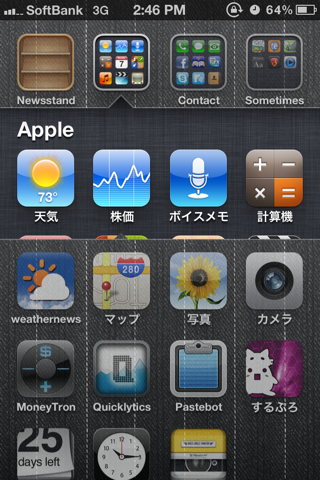 SoftBank 3G 2:46 PM 64%
Newsstand Contact Sometimes
Apple
73°
天気 株価 ボイスメモ 計算機
280
weathernews マップ 写真 カメラ
MoneyTron Quicklytics Pastebot するぷろ
25
days left